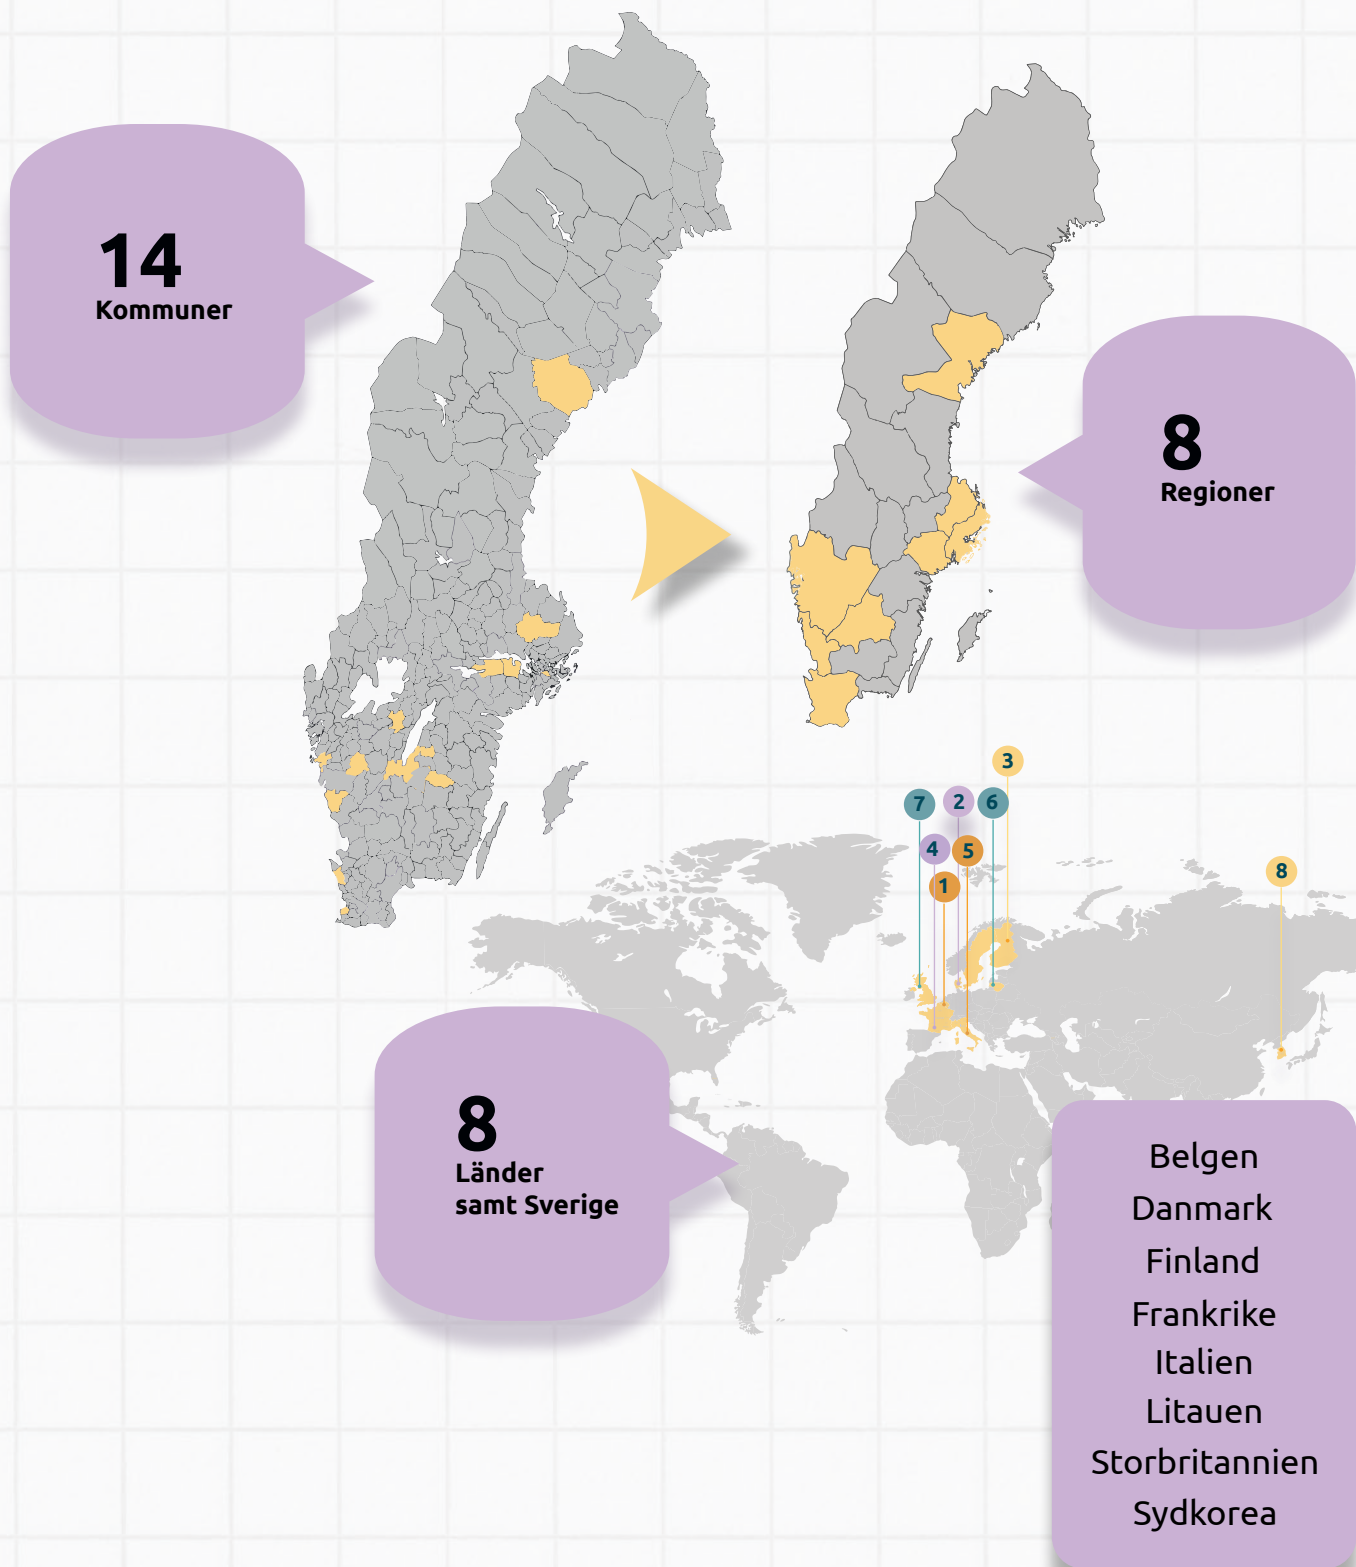 14
Kommuner
8
Regioner
3
7
2
6
4
5
1
8
8
Länder
samt Sverige
Belgen
Danmark
Finland
Frankrike
Italien
Litauen
Storbritannien
Sydkorea